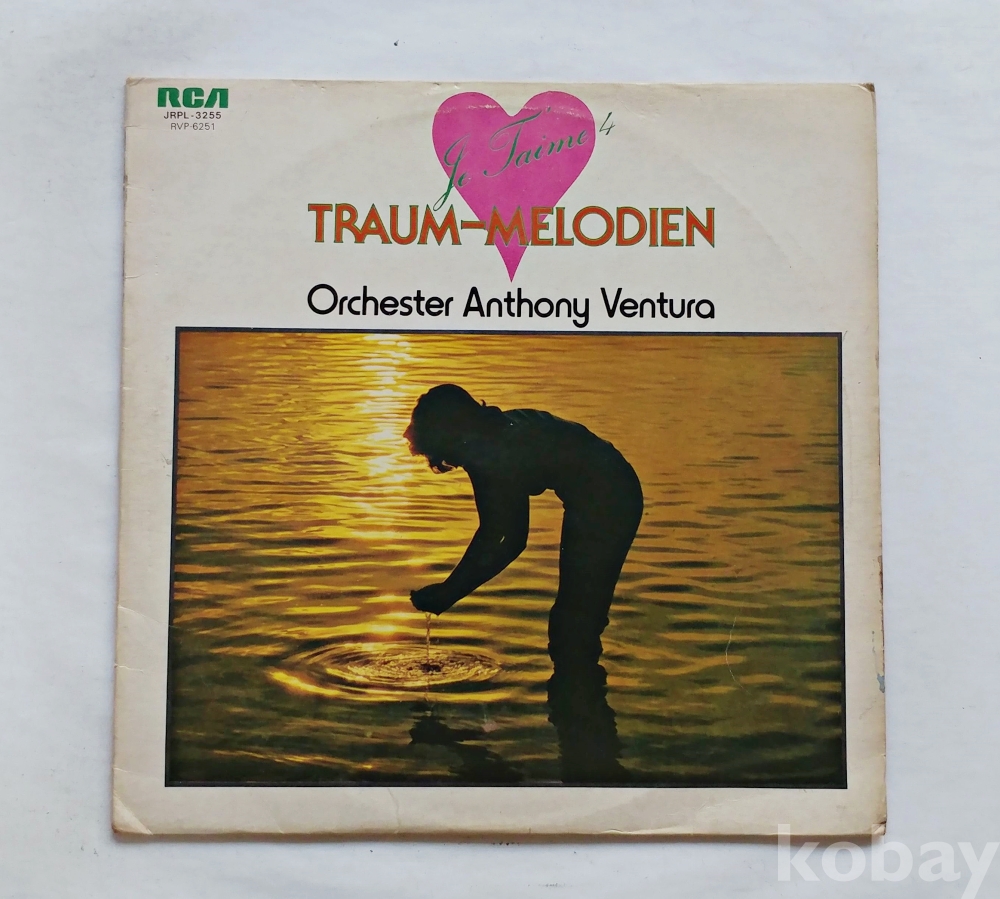 RCA
JRPL-3255
RVP-6251
Je T'aime 4
TRAUM-MELODIEN
Orchester Anthony Ventura
kobay